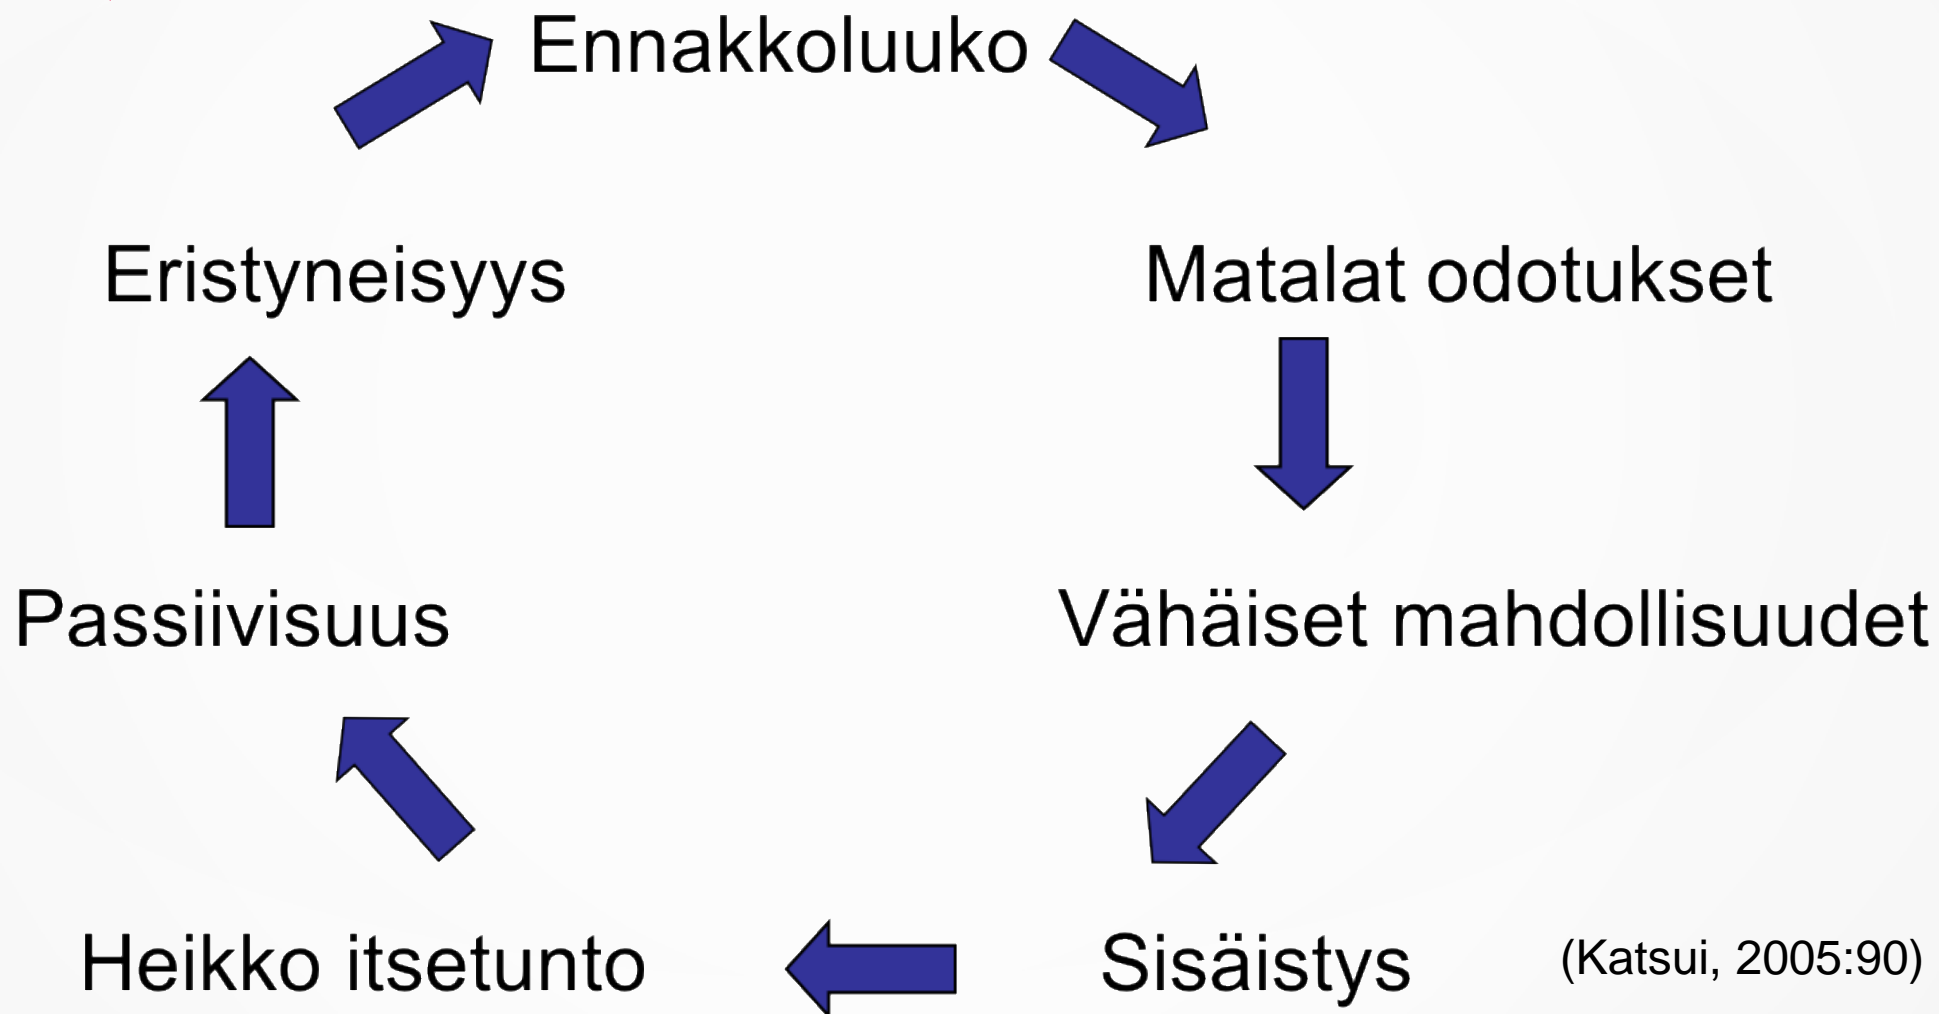 Ennakkoluuko
Eristyneisyys
Matalat odotukset
Passiivisuus
Vähäiset mahdollisuudet
Heikko itsetunto
Sisäistys
(Katsui, 2005:90)